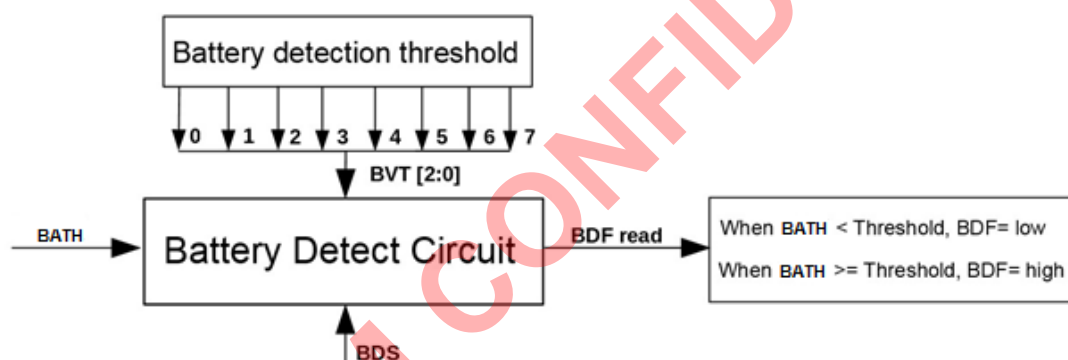 Battery detection threshold
0 1 2 3 4 5 6 7
BVT [2:0]
BATH
Battery Detect Circuit
BDF read
When BATH < Threshold, BDF= low
When BATH >= Threshold, BDF= high
BDS
M CONFID